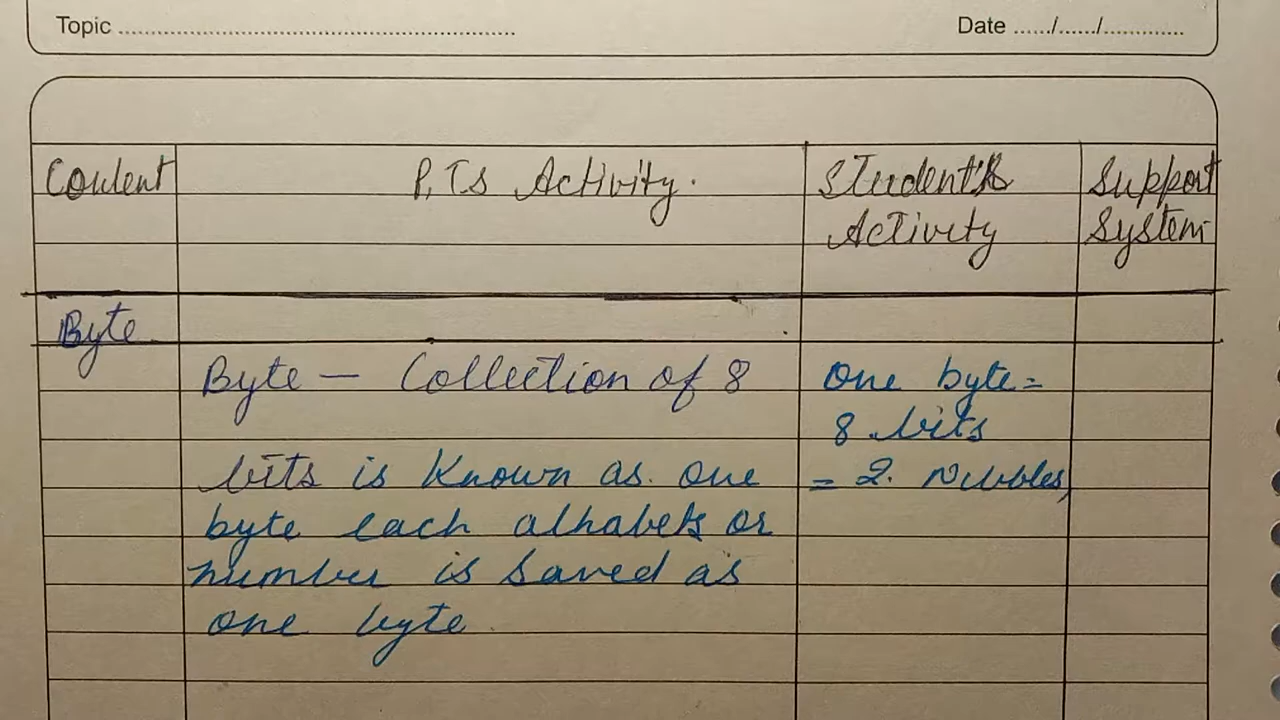 Topic ........................................ Date ....../....../.............
Content P.T's Activity. Student's Support
Activity System
Byte
Byte — Collection of 8 One byte =
8 bits
bits is known as one = 2. Nibbles,
byte each alhabets or
number is saved as
one byte.